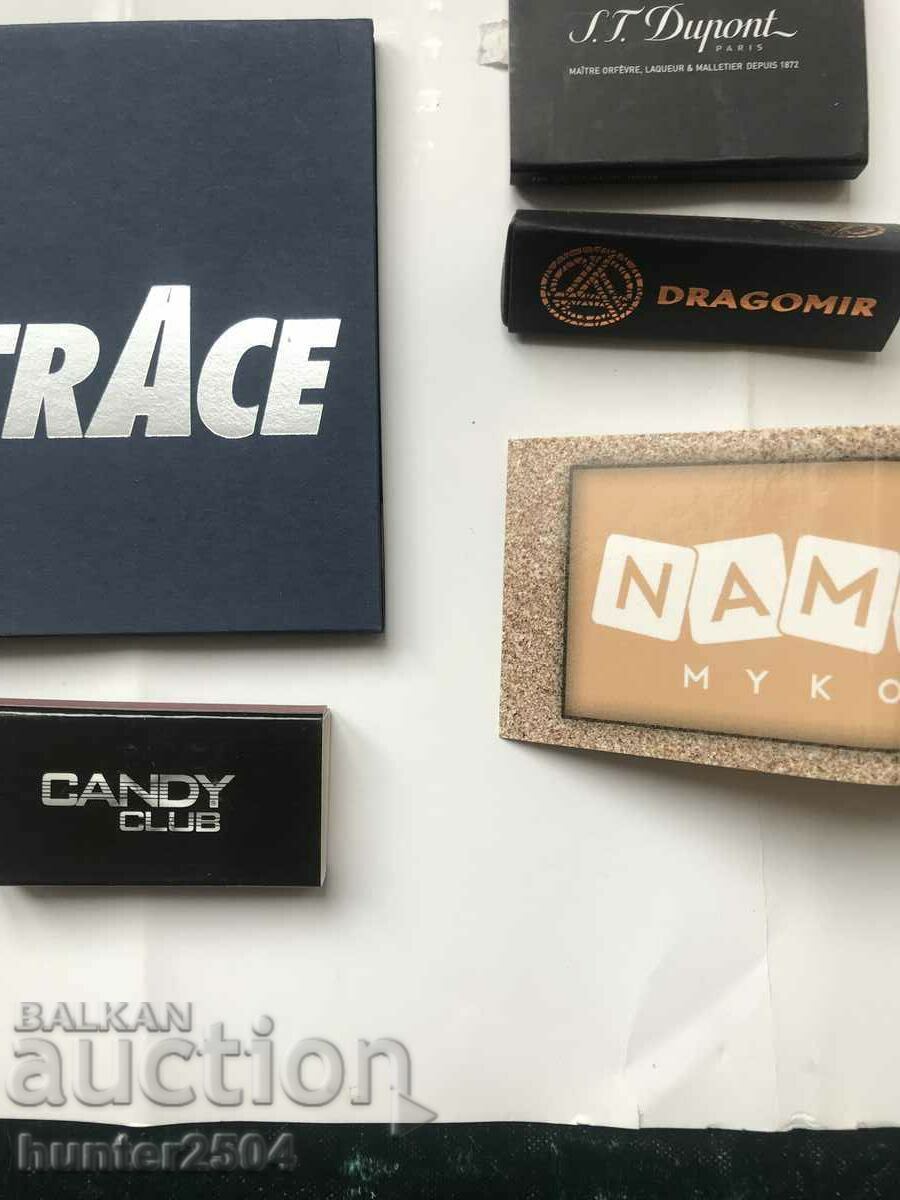 S.T. Dupont
PARIS
MAÎTRE ORFÈVRE, LAQUEUR & MALLETIER DEPUIS 1872
DRAGOMIR
TRACE
NAM
MYKO
CANDY
CLUB
BALKAN
auction
hunter2504